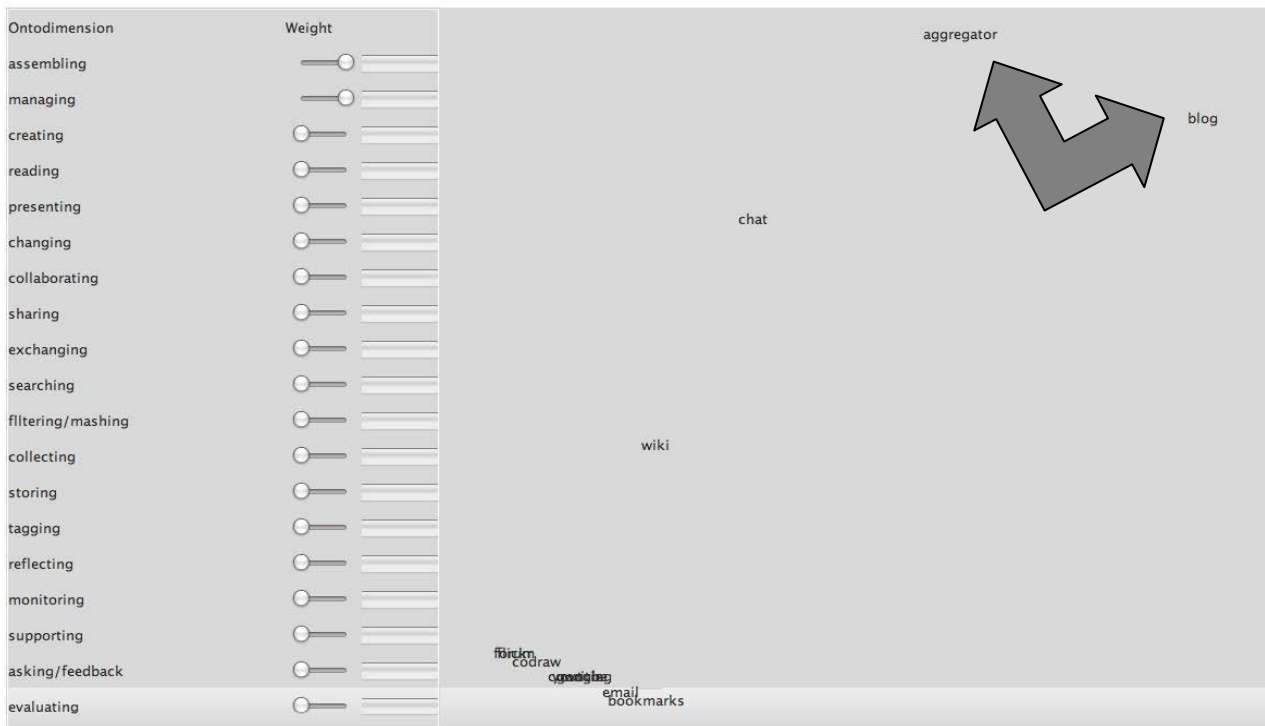 Ontodimension Weight
assembling
managing
creating
reading
presenting
changing
collaborating
sharing
exchanging
searching
flltering/mashing
collecting
storing
tagging
reflecting
monitoring
supporting
asking/feedback
evaluating
aggregator
blog
chat
wiki
codraw
email
bookmarks